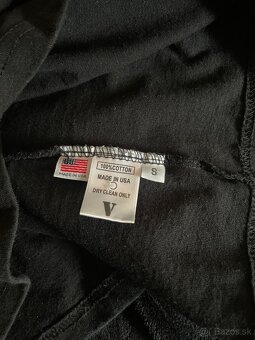 MADE IN USA
100%COTTON
MADE IN USA
DRY CLEAN ONLY
V
S
Bazos.sk